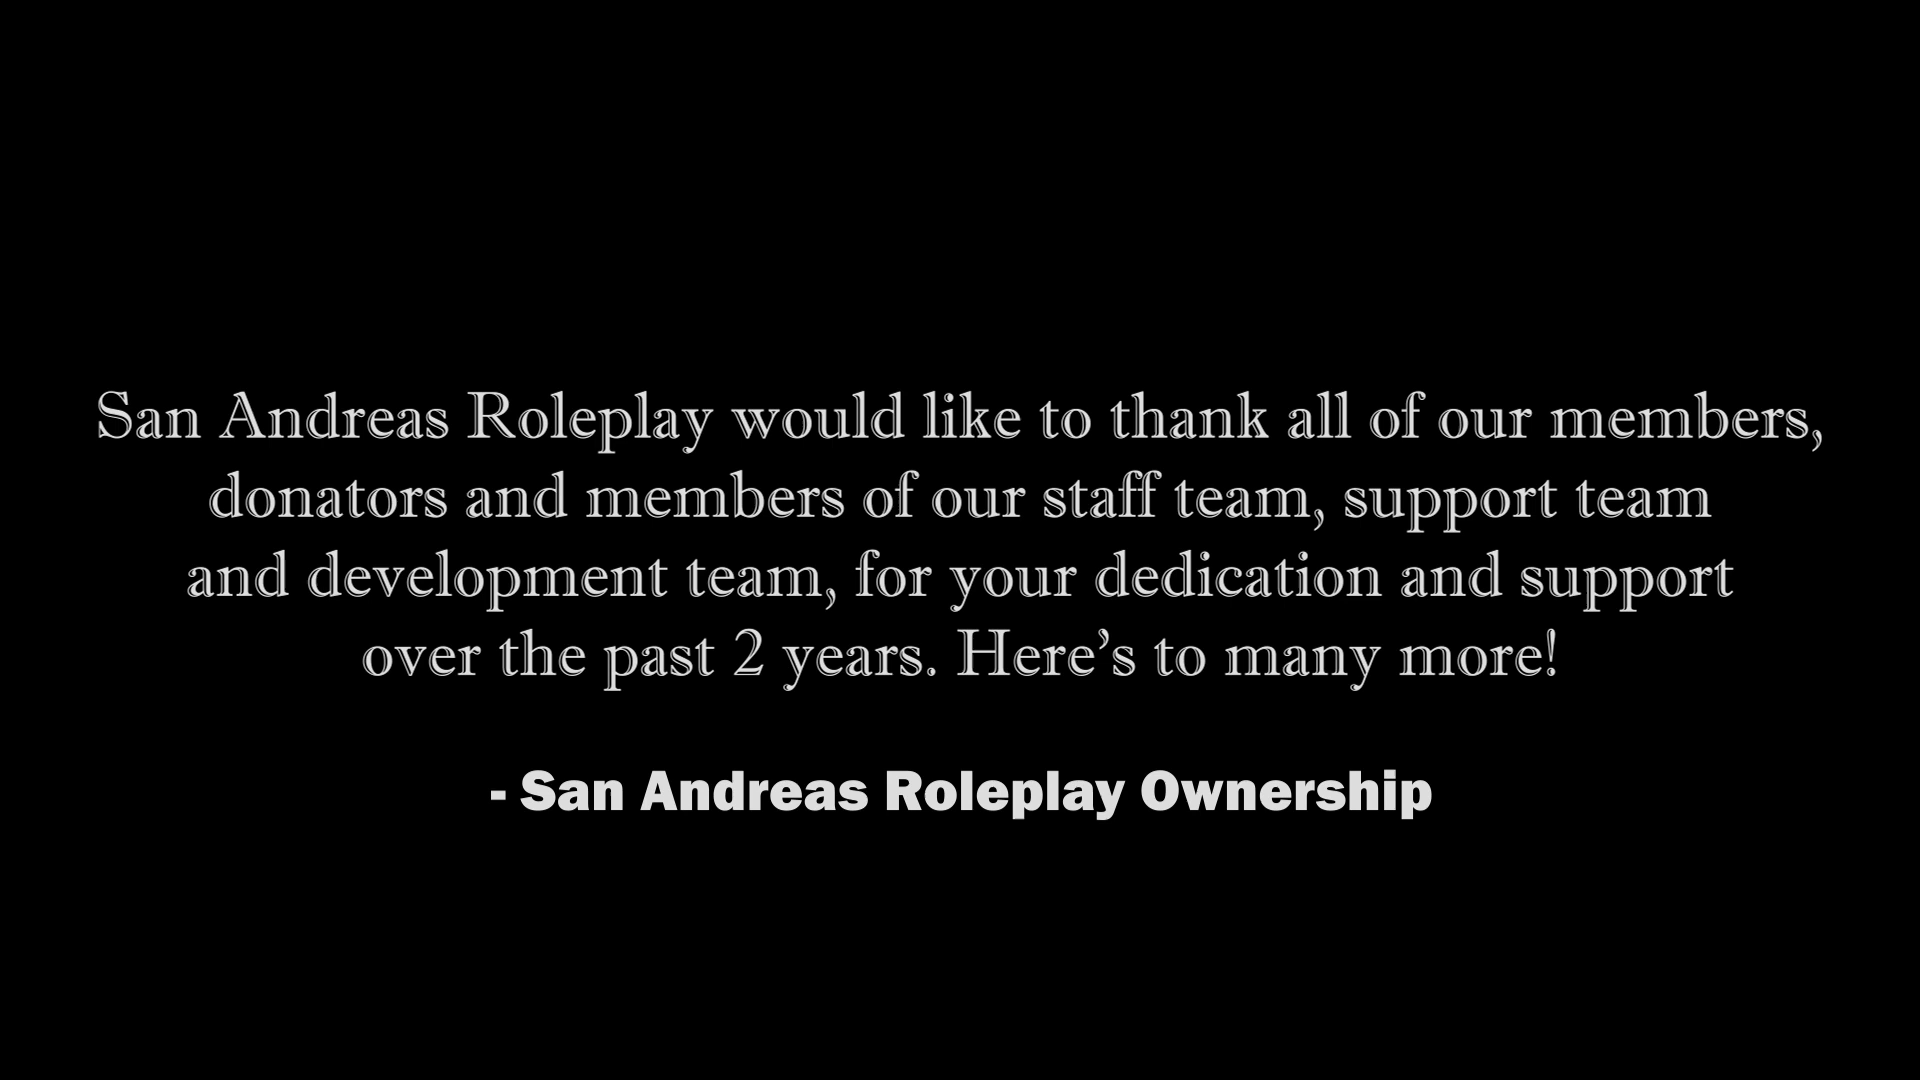 San Andreas Roleplay would like to thank all of our members,
donators and members of our staff team, support team
and development team, for your dedication and support
over the past 2 years. Here’s to many more!
- San Andreas Roleplay Ownership